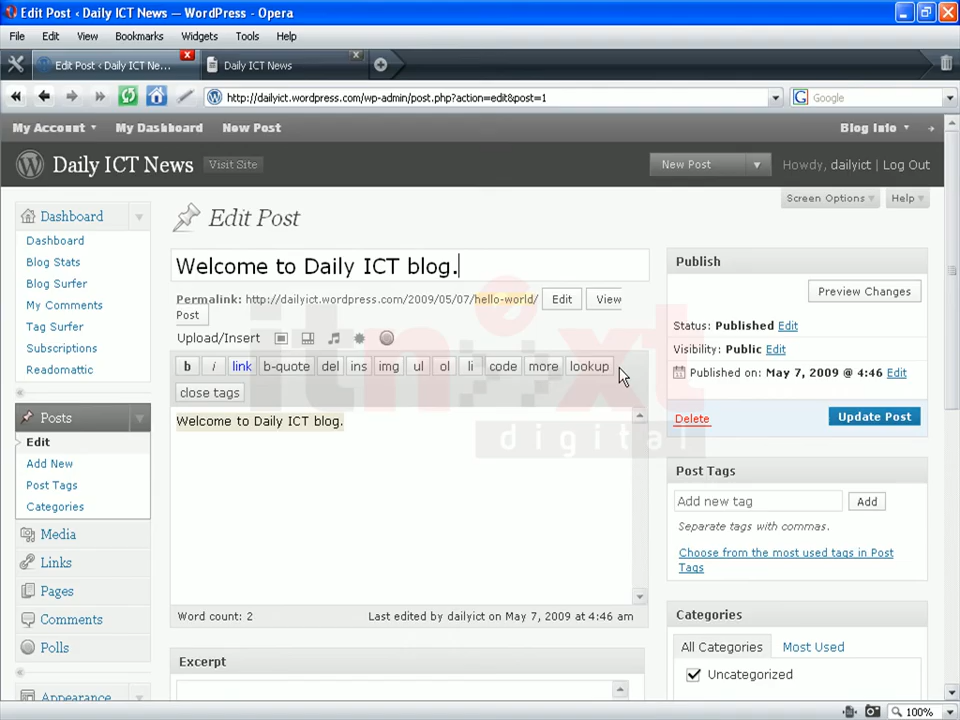 Edit Post ‹ Daily ICT News — WordPress - Opera
File Edit View Bookmarks Widgets Tools Help
Edit Post ‹ Daily ICT Ne... Daily ICT News
http://dailyict.wordpress.com/wp-admin/post.php?action=edit&post=1 Google
My Account My Dashboard New Post Blog Info
Daily ICT News Visit Site New Post Howdy, dailyict | Log Out
Screen Options Help
Dashboard
Dashboard
Blog Stats
Blog Surfer
My Comments
Tag Surfer
Subscriptions
Readomattic
Posts
Edit
Add New
Post Tags
Categories
Media
Links
Pages
Comments
Polls
Appearance
Edit Post
Welcome to Daily ICT blog.
Permalink: http://dailyict.wordpress.com/2009/05/07/hello-world/ Edit View
Post
Upload/Insert
b i link b-quote del ins img ul ol li code more lookup
close tags
Welcome to Daily ICT blog.
Word count: 2 Last edited by dailyict on May 7, 2009 at 4:46 am
Excerpt
Publish
Preview Changes
Status: Published Edit
Visibility: Public Edit
Published on: May 7, 2009 @ 4:46 Edit
Delete Update Post
Post Tags
Add new tag Add
Separate tags with commas.
Choose from the most used tags in Post
Tags
Categories
All Categories Most Used
Uncategorized
itnext
digital
100%